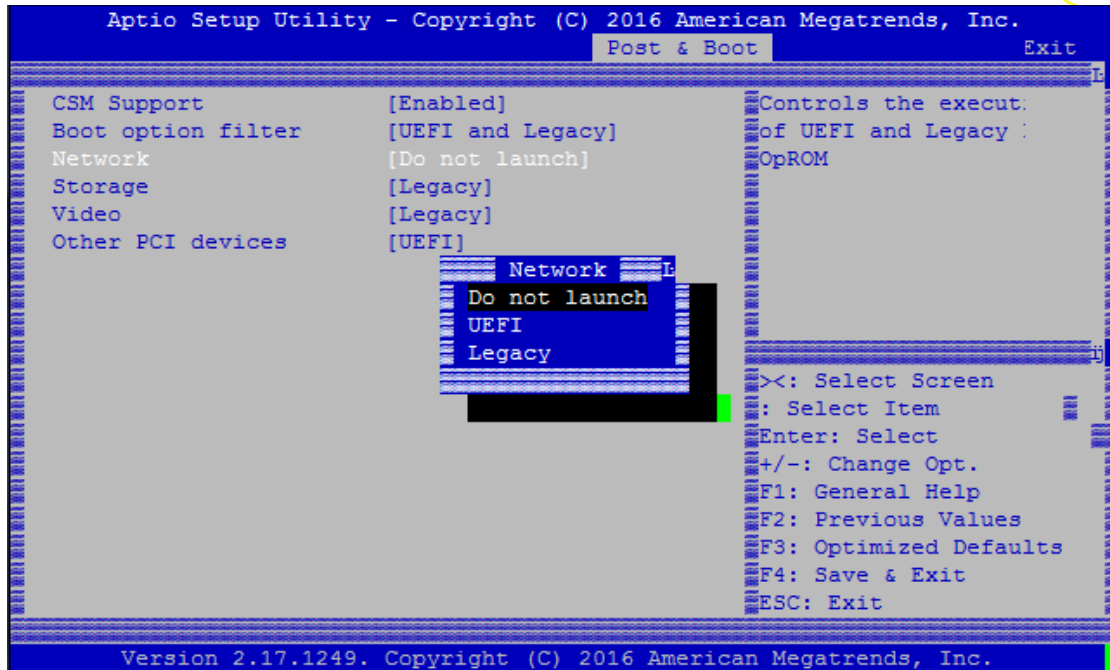 Aptio Setup Utility - Copyright (C) 2016 American Megatrends, Inc.
Post & Boot Exit
CSM Support [Enabled]
Boot option filter [UEFI and Legacy]
Network [Do not launch]
Storage [Legacy]
Video [Legacy]
Other PCI devices [UEFI]
Controls the execut
of UEFI and Legacy
OpROM
Network
Do not launch
UEFI
Legacy
><: Select Screen
: Select Item
Enter: Select
+/-: Change Opt.
F1: General Help
F2: Previous Values
F3: Optimized Defaults
F4: Save & Exit
ESC: Exit
Version 2.17.1249. Copyright (C) 2016 American Megatrends, Inc.